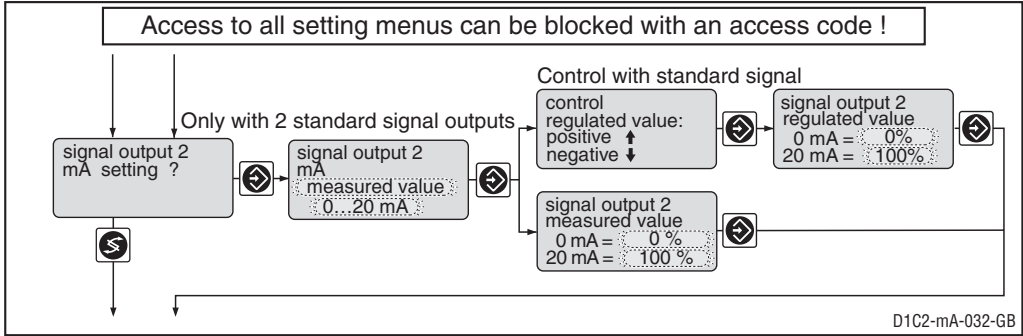 Access to all setting menus can be blocked with an access code !
Control with standard signal
Only with 2 standard signal outputs
signal output 2
mA setting ?
signal output 2
mA
measured value
0...20 mA
control
regulated value:
positive
negative
signal output 2
regulated value
0 mA = 0%
20 mA = 100%
signal output 2
measured value
0 mA = 0 %
20 mA = 100 %
D1C2-mA-032-GB